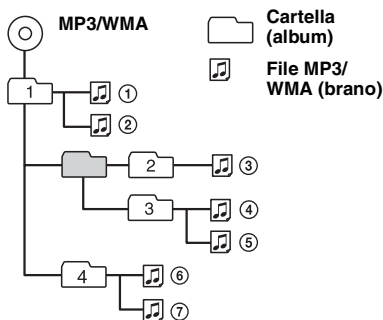 MP3/WMA
Cartella
(album)
File MP3/
WMA (brano)
1
①
②
2
③
3
④
⑤
4
⑥
⑦